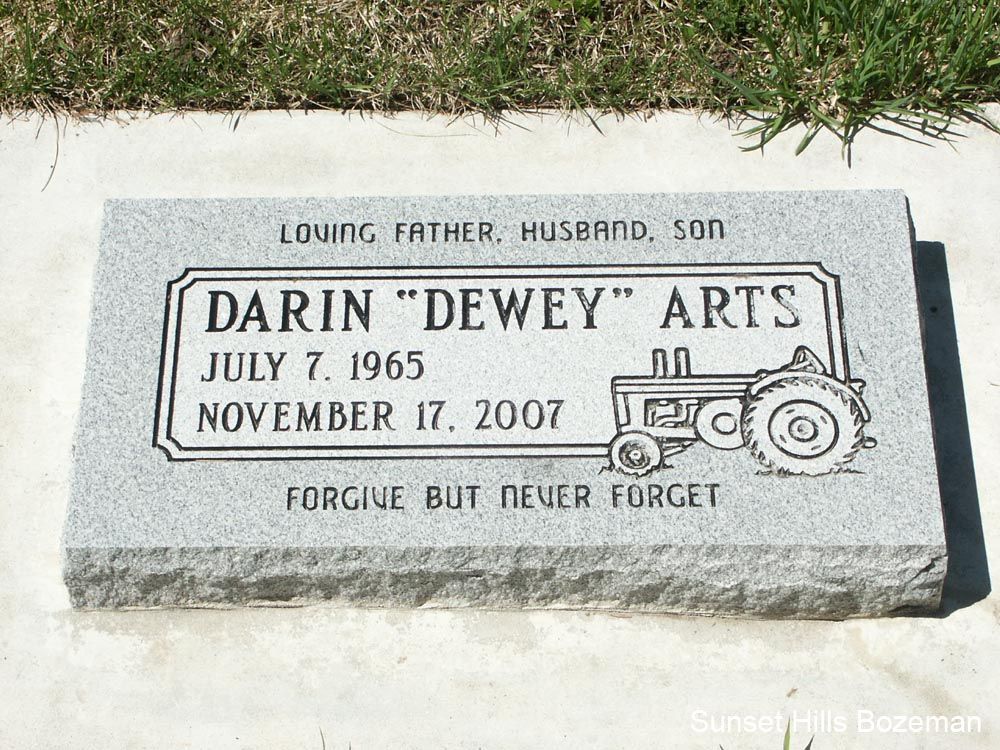 LOVING FATHER, HUSBAND, SON
DARIN "DEWEY" ARTS
JULY 7, 1965
NOVEMBER 17, 2007
FORGIVE BUT NEVER FORGET
Sunset Hills Bozeman